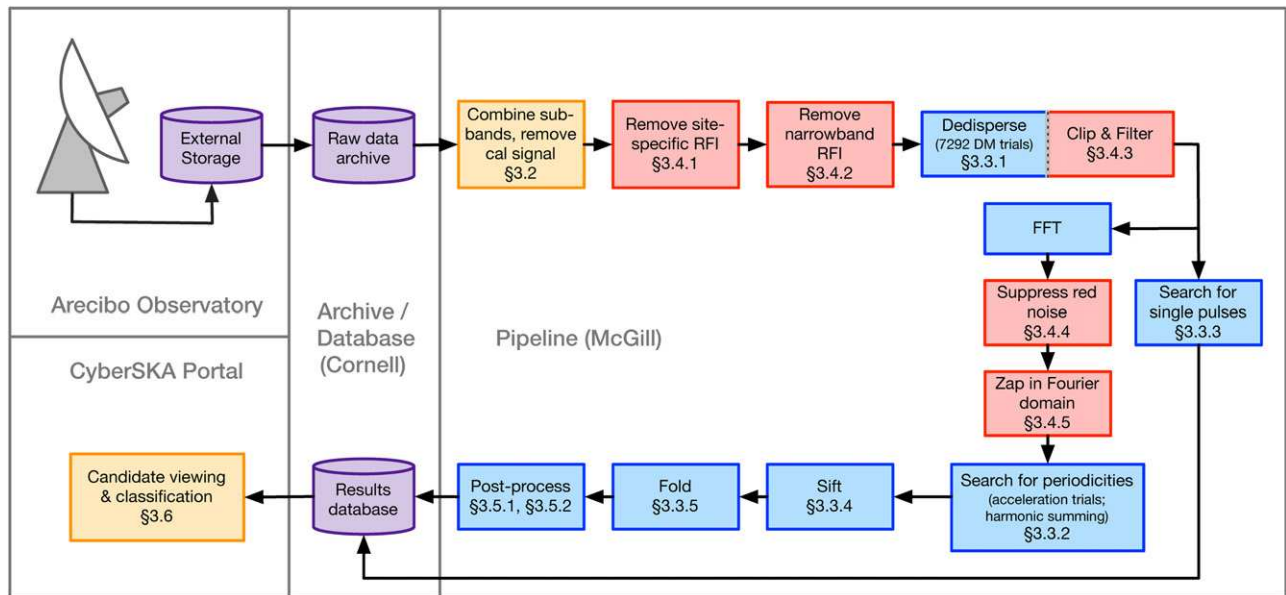 External
Storage
Raw data
archive
Combine sub-
bands, remove
cal signal
§3.2
Remove site-
specific RFI
§3.4.1
Remove
narrowband
RFI
§3.4.2
Dedisperse
(7292 DM trials)
§3.3.1
Clip & Filter
§3.4.3
FFT
Suppress red
noise
§3.4.4
Search for
single pulses
§3.3.3
Arecibo Observatory
Archive /
Database
(Cornell)
Pipeline (McGill)
CyberSKA Portal
Zap in Fourier
domain
§3.4.5
Candidate viewing
& classification
§3.6
Results
database
Post-process
§3.5.1, §3.5.2
Fold
§3.3.5
Sift
§3.3.4
Search for periodicities
(acceleration trials;
harmonic summing)
§3.3.2